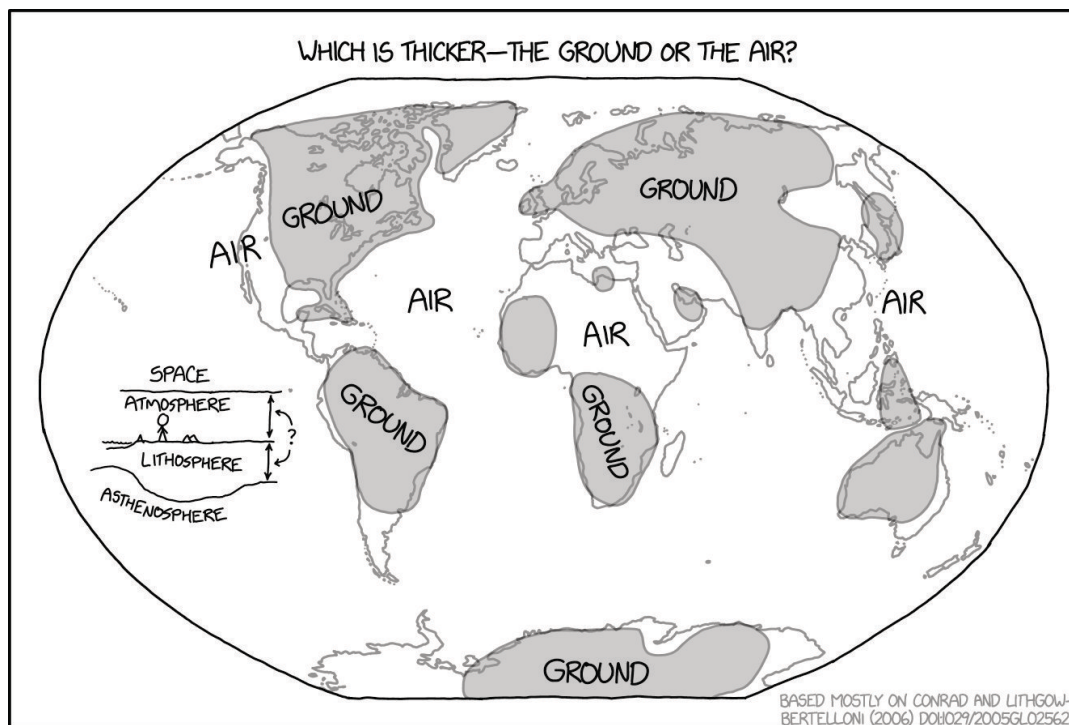 WHICH IS THICKER—THE GROUND OR THE AIR?
GROUND
GROUND
AIR
AIR
AIR
AIR
GROUND
GROUND
SPACE
ATMOSPHERE
?
LITHOSPHERE
ASTHENOSPHERE
GROUND
BASED MOSTLY ON CONRAD AND LITHGOW-
BERTELLONI (2006) DOI:1029/2005GL02562